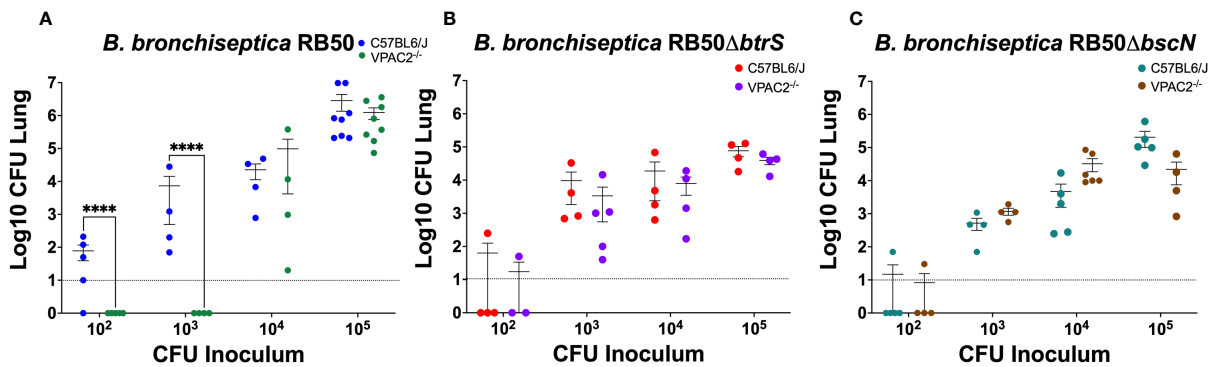 A
B. bronchiseptica RB50
C57BL6/J
VPAC2-/-
Log10 CFU Lung
7
6
5
4
3
2
1
0
****
****
10²
10³
10⁴
10⁵
CFU Inoculum
B
B. bronchiseptica RB50ΔbtrS
C57BL6/J
VPAC2-/-
Log10 CFU Lung
7
6
5
4
3
2
1
0
10²
10³
10⁴
10⁵
CFU Inoculum
C
B. bronchiseptica RB50ΔbscN
C57BL6/J
VPAC2-/-
Log10 CFU Lung
7
6
5
4
3
2
1
0
10²
10³
10⁴
10⁵
CFU Inoculum